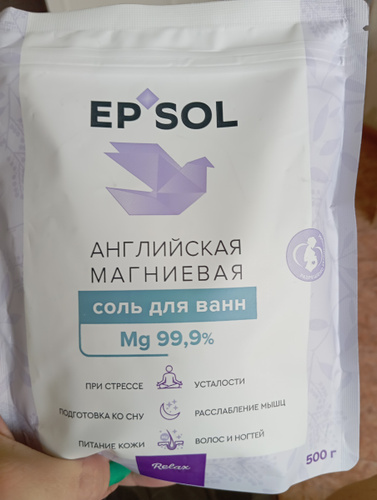 EP SOL
АНГЛИЙСКАЯ
МАГНИЕВАЯ
соль для ванн
Mg 99,9%
ПРИ СТРЕССЕ
УСТАЛОСТИ
ПОДГОТОВКА КО СНУ
РАССЛАБЛЕНИЕ МЫШЦ
ПИТАНИЕ КОЖИ
ВОЛОС И НОГТЕЙ
Relax
500 г